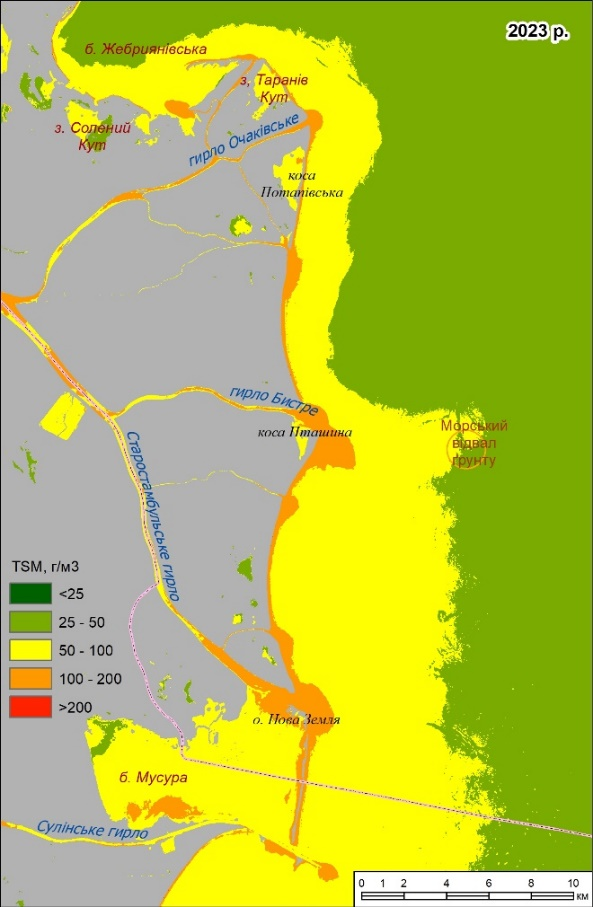 2023 р.
б. Жебриянівська
з, Таранів
Кут
з. Солений
Кут
гирло Очаківське
коса
Потапівська
гирло Бистре
коса Пташина
Морський
відвал
ґрунту
Старостамбульське гирло
TSM, г/м3
<25
25 - 50
50 - 100
100 - 200
>200
о. Нова Земля
б. Мусура
Сулінське гирло
0 1 2 4 6 8 10
км